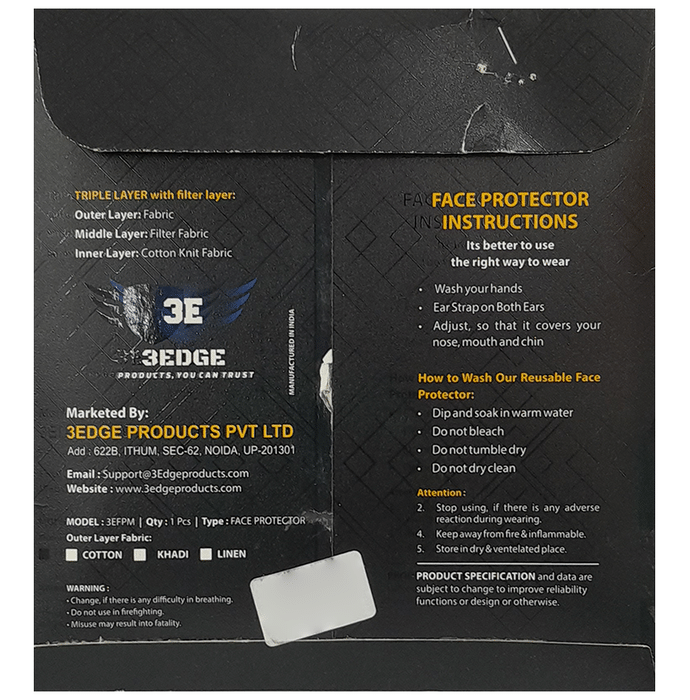 TRIPLE LAYER with filter layer:
Outer Layer: Fabric
Middle Layer: Filter Fabric
Inner Layer: Cotton Knit Fabric
3E
3EDGE
PRODUCTS, YOU CAN TRUST
MANUFACTURED IN INDIA
Marketed By:
3EDGE PRODUCTS PVT LTD
Add : 622B, ITHUM, SEC-62, NOIDA, UP-201301
Email : Support@3Edgeproducts.com
Website : www.3edgeproducts.com
MODEL : 3EFPM | Qty : 1 Pcs | Type : FACE PROTECTOR
Outer Layer Fabric:
COTTON KHADI LINEN
WARNING :
• Change, if there is any difficulty in breathing.
• Do not use in firefighting.
• Misuse may result into fatality.
FACE PROTECTOR
INSTRUCTIONS
Its better to use
the right way to wear
• Wash your hands
• Ear Strap on Both Ears
• Adjust, so that it covers your
nose, mouth and chin
How to Wash Our Reusable Face
Protector:
• Dip and soak in warm water
• Do not bleach
• Do not tumble dry
• Do not dry clean
Attention :
2. Stop using, if there is any adverse
reaction during wearing.
4. Keep away from fire & inflammable.
5. Store in dry & ventelated place.
PRODUCT SPECIFICATION and data are
subject to change to improve reliability
functions or design or otherwise.